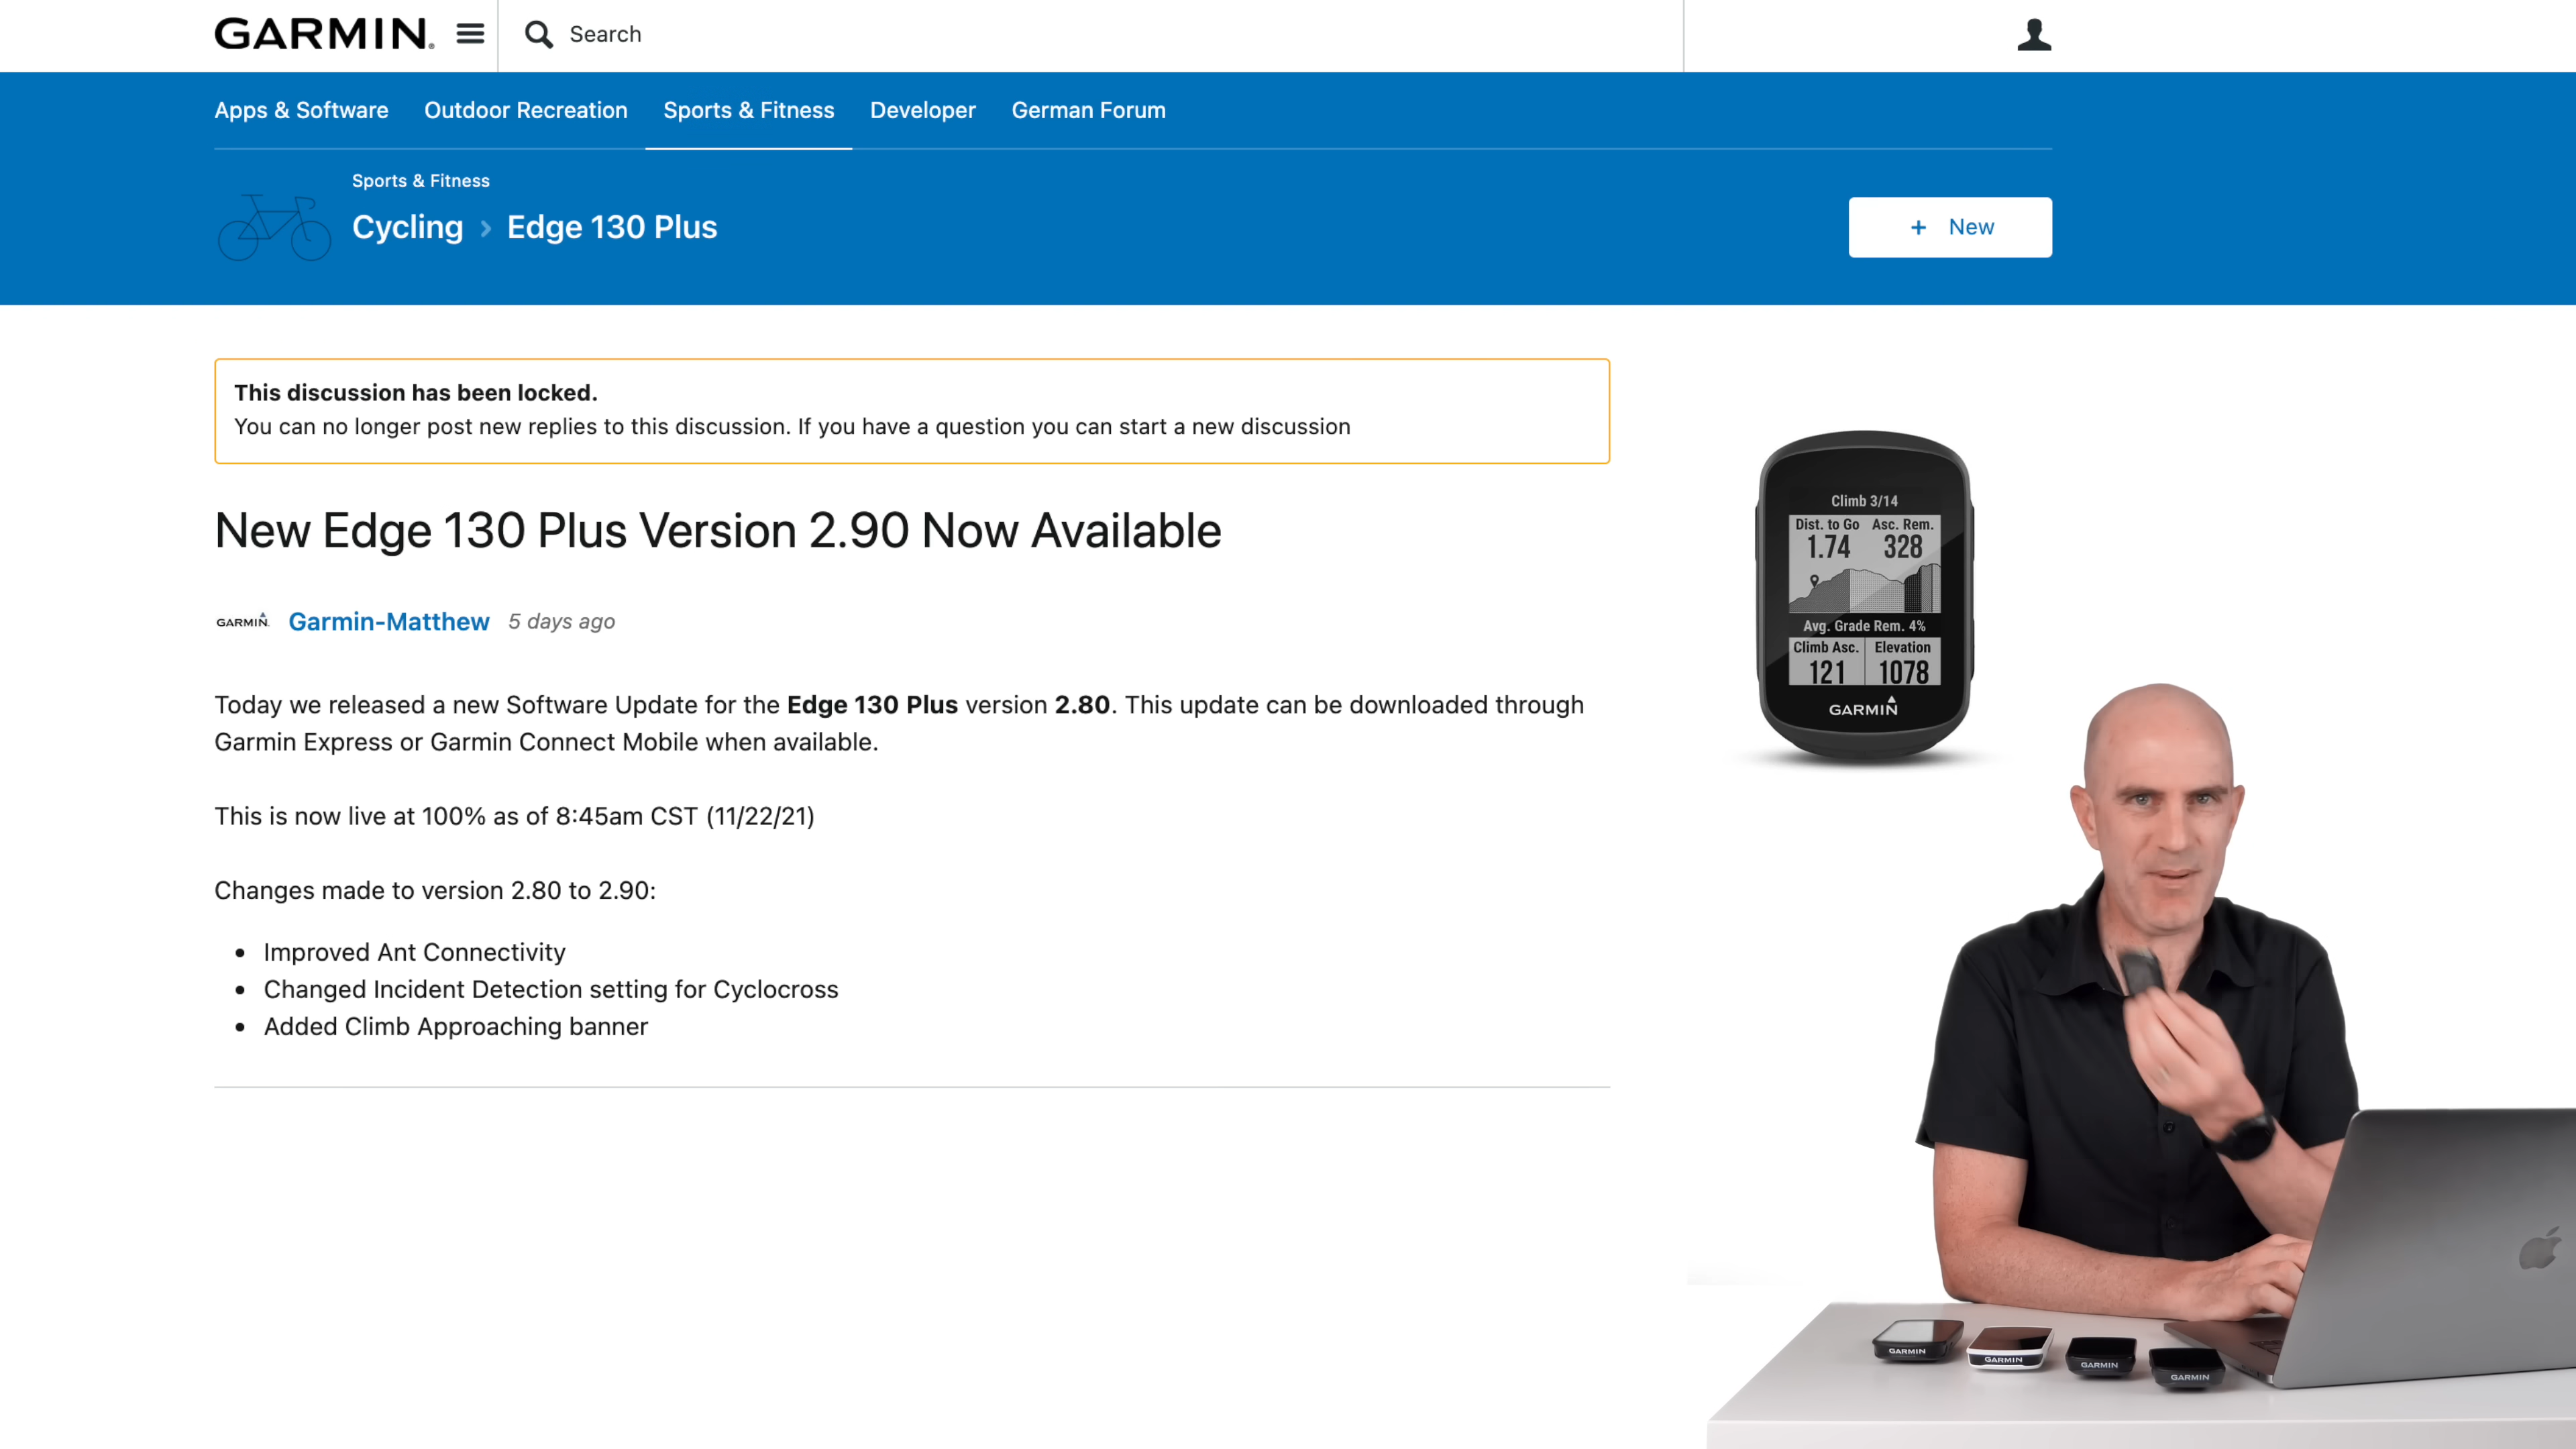 GARMIN
Search
Apps & Software Outdoor Recreation Sports & Fitness Developer German Forum
Sports & Fitness
Cycling › Edge 130 Plus
+ New
This discussion has been locked.
You can no longer post new replies to this discussion. If you have a question you can start a new discussion
New Edge 130 Plus Version 2.90 Now Available
GARMIN Garmin-Matthew 5 days ago
Today we released a new Software Update for the Edge 130 Plus version 2.80. This update can be downloaded through
Garmin Express or Garmin Connect Mobile when available.
This is now live at 100% as of 8:45am CST (11/22/21)
Changes made to version 2.80 to 2.90:
• Improved Ant Connectivity
• Changed Incident Detection setting for Cyclocross
• Added Climb Approaching banner
Climb 3/14
Dist. to Go Asc. Rem.
1.74 328
Avg. Grade Rem. 4%
Climb Asc. Elevation
121 1078
GARMIN
GARMIN
GARMIN
GARMIN
GARMIN